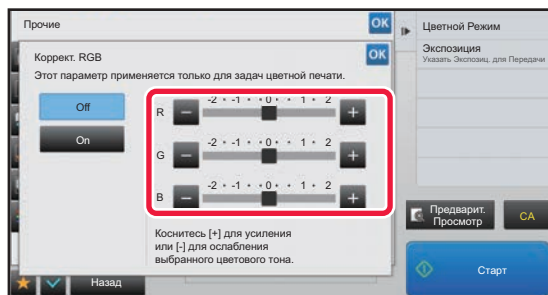 Прочие
OK
Коррект. RGB
OK
Этот параметр применяется только для задач цветной печати.
Off
On
R
-2 • -1 • • 0 • • 1 • 2
G
-2 • -1 • • 0 • • 1 • 2
B
-2 • -1 • • 0 • • 1 • 2
Коснитесь [+] для усиления
или [-] для ослабления
выбранного цветового тона.
Назад
Цветной Режим
Экспозиция
Указать Экспозиц. для Передачи
Предварит.
Просмотр
CA
Старт